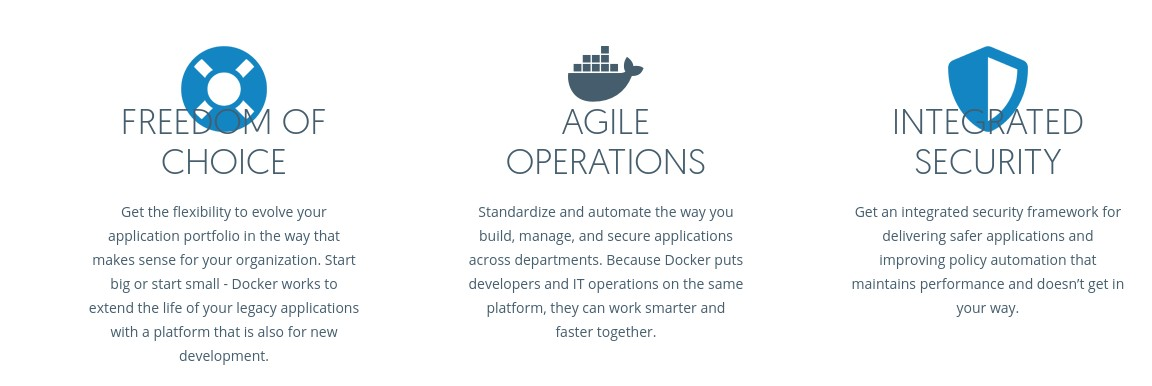 FREEDOM OF
CHOICE
Get the flexibility to evolve your
application portfolio in the way that
makes sense for your organization. Start
big or start small - Docker works to
extend the life of your legacy applications
with a platform that is also for new
development.
AGILE
OPERATIONS
Standardize and automate the way you
build, manage, and secure applications
across departments. Because Docker puts
developers and IT operations on the same
platform, they can work smarter and
faster together.
INTEGRATED
SECURITY
Get an integrated security framework for
delivering safer applications and
improving policy automation that
maintains performance and doesn’t get in
your way.